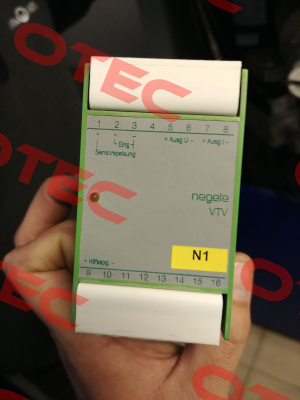 OTEC
1 2 3 4 5 6 7 8
+ -
Eing
+ Ausg.U -
+ Ausg.I -
Sensorspeisung
negele
VTV
N1
+ Hilfsspg. -
9 10 11 12 13 14 15 16
OTEC
OTEC